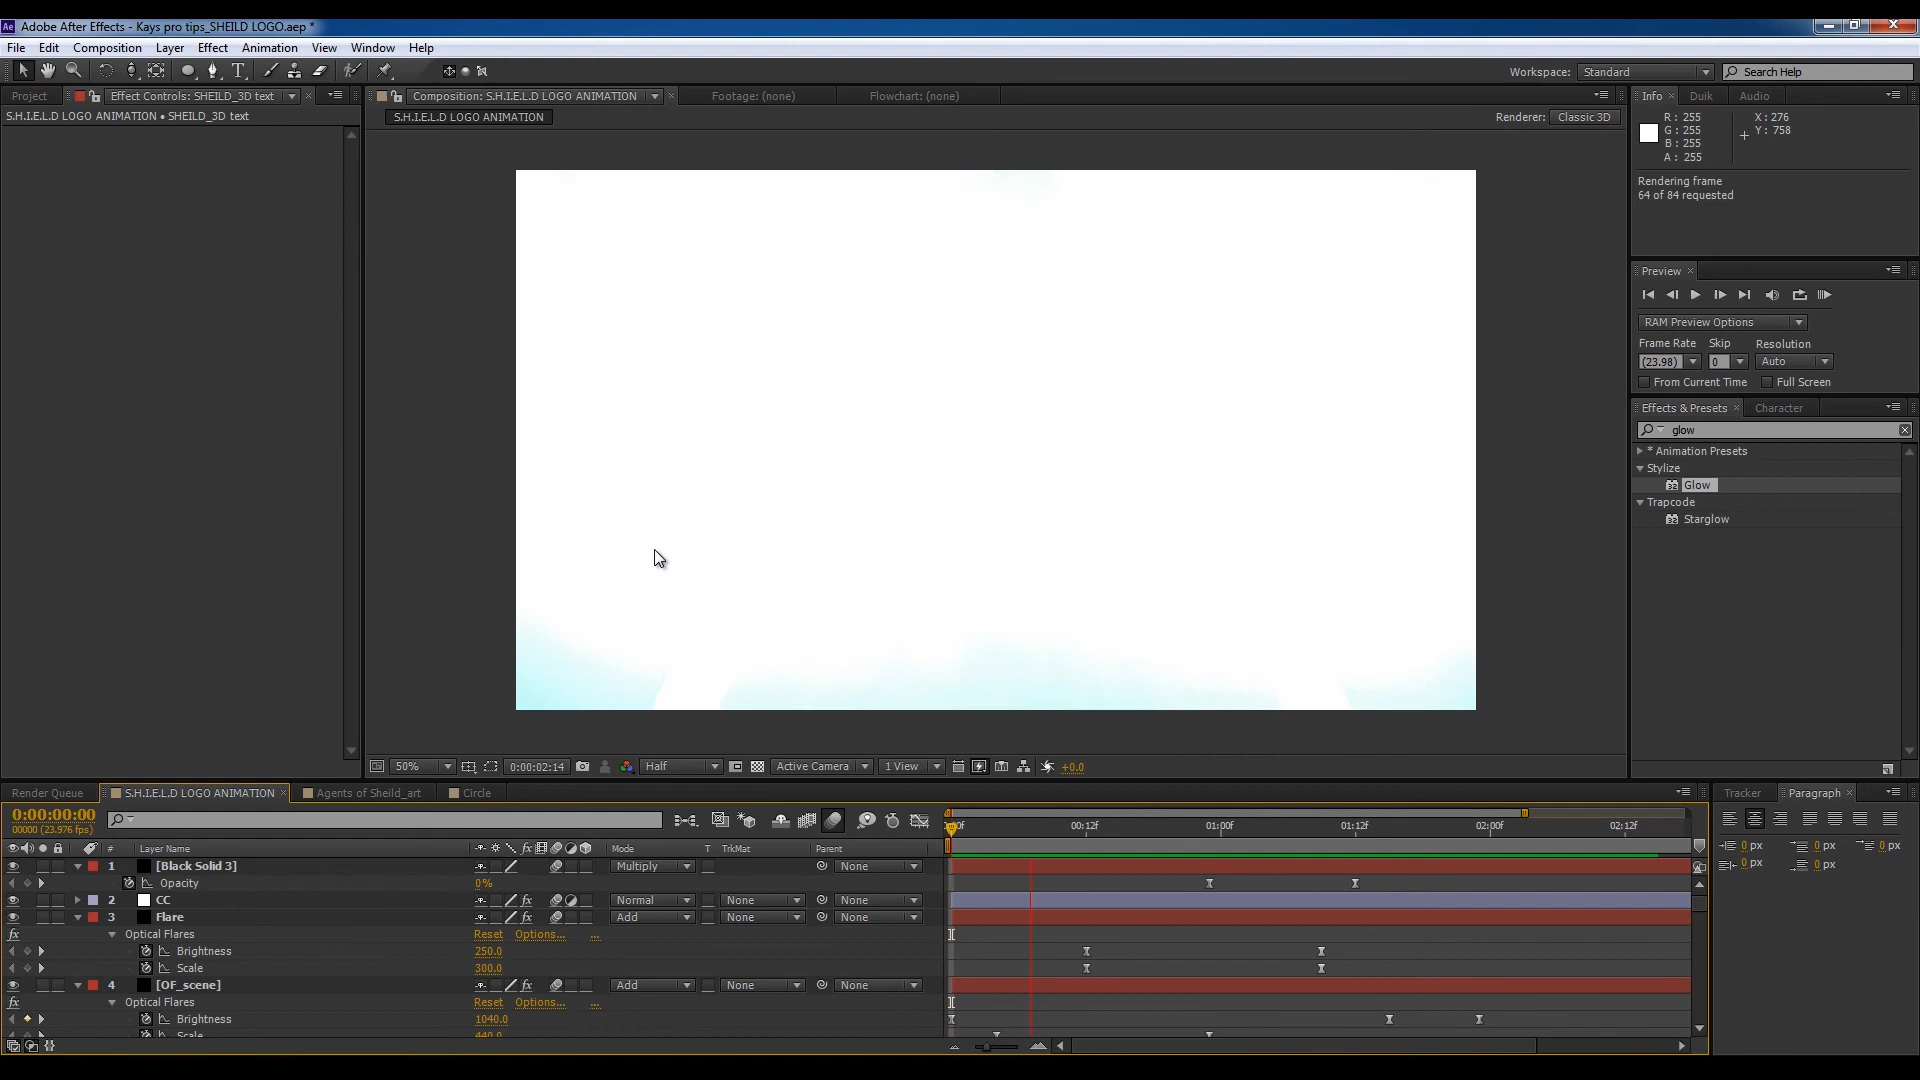 Ae Adobe After Effects - Kays pro tips_SHEILD LOGO.aep *
File Edit Composition Layer Effect Animation View Window Help
Workspace: Standard Search Help
Project Effect Controls: SHEILD_3D text
S.H.I.E.L.D LOGO ANIMATION • SHEILD_3D text
Composition: S.H.I.E.L.D LOGO ANIMATION Footage: (none) Flowchart: (none)
S.H.I.E.L.D LOGO ANIMATION
Renderer: Classic 3D
Info Duik Audio
R: 255 X: 276
G: 255 Y: 758
B: 255
A: 255
Rendering frame
64 of 84 requested
Preview
RAM Preview Options
Frame Rate Skip Resolution
(23.98) 0 Auto
From Current Time Full Screen
Effects & Presets Character
glow
* Animation Presets
Stylize
32 Glow
Trapcode
32 Starglow
50% 0:00:02:14 Half Active Camera 1 View +0.0
Render Queue S.H.I.E.L.D LOGO ANIMATION Agents of Sheild_art Circle
0:00:00:00
00000 (23.976 fps)
00:12f 01:00f 01:12f 02:00f 02:12f
# Layer Name Mode T TrkMat Parent
1 [Black Solid 3] Multiply None
Opacity 0%
2 CC Normal None None
3 Flare Add None None
Optical Flares Reset Options... ...
Brightness 250.0
Scale 300.0
4 [OF_scene] Add None None
Optical Flares Reset Options... ...
Brightness 1040.0
Scale 440.0
Tracker Paragraph
0 px 0 px 0 px
0 px 0 px